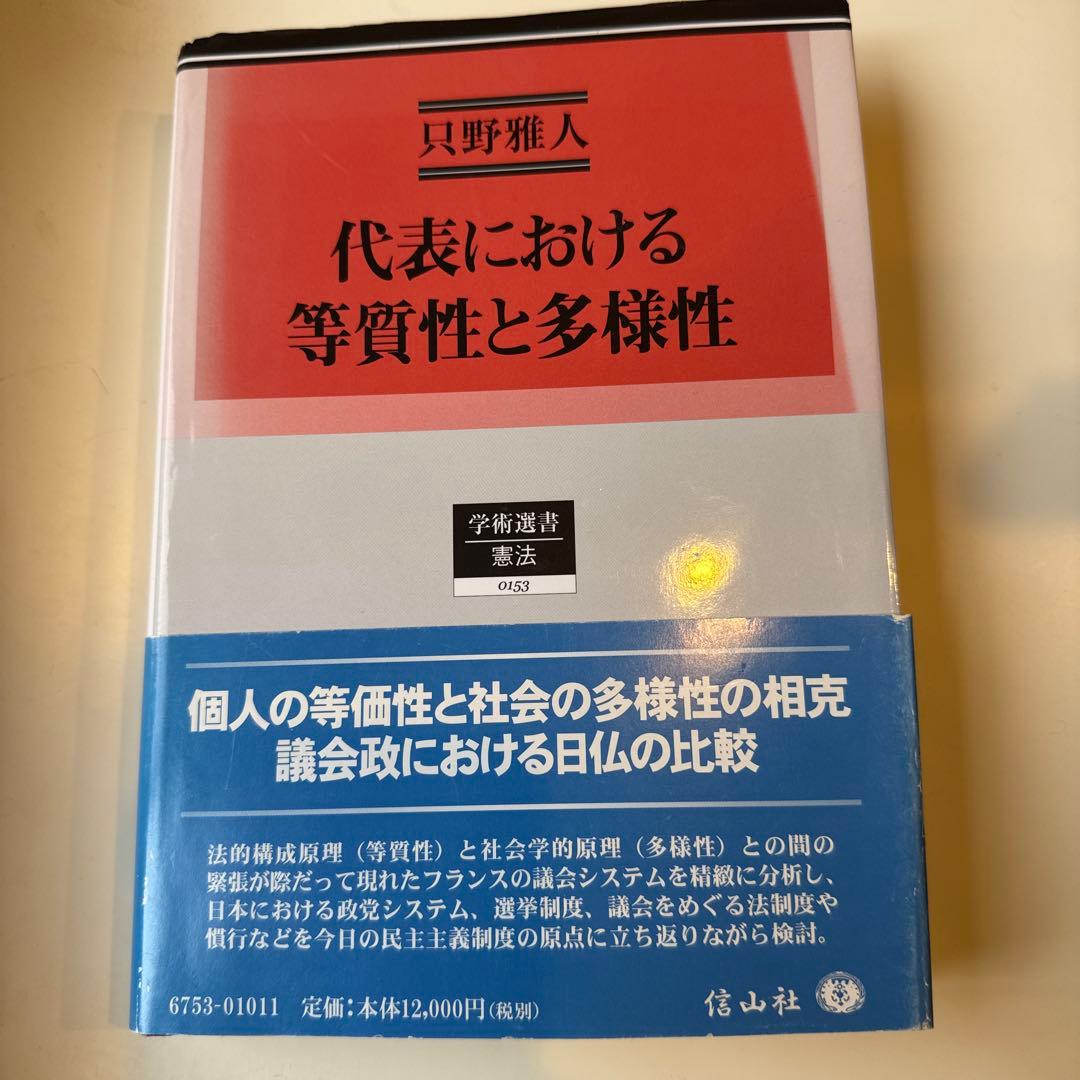 只野雅人
代表における
等質性と多様性
学術選書
憲法
0153
個人の等価性と社会の多様性の相克
議会政における日仏の比較
法的構成原理（等質性）と社会学的原理（多様性）との間の
緊張が際だって現れたフランスの議会システムを精緻に分析し、
日本における政党システム、選挙制度、議会をめぐる法制度や
慣行などを今日の民主主義制度の原点に立ち返りながら検討。
6753-01011 定価：本体12,000円（税別） 信山社